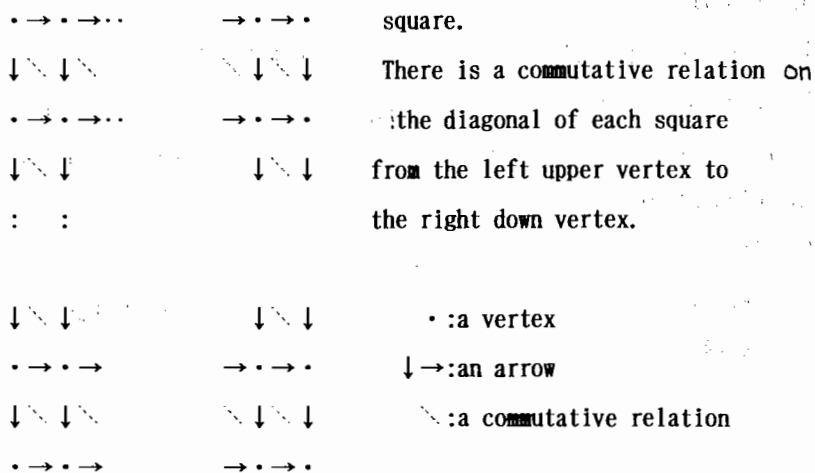 · → · → ·· → · → · square.
↓ ⋱ ↓ ⋱ ⋱ ↓ ⋱ ↓ There is a commutative relation on
· → · → ·· → · → · the diagonal of each square
↓ ⋱ ↓ ↓ ⋱ ↓ from the left upper vertex to
: : the right down vertex.
↓ ⋱ ↓ ↓ ⋱ ↓ · :a vertex
· → · → → · → · ↓→:an arrow
↓ ⋱ ↓ ⋱ ⋱ ↓ ⋱ ↓ ⋱ :a commutative relation
· → · → → · → ·